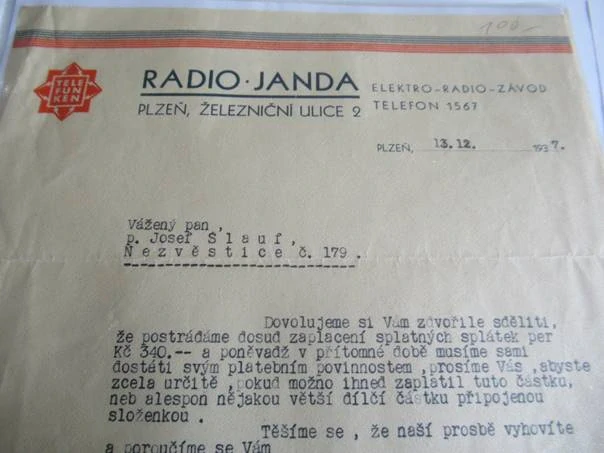 100,-
TELE
FUN
KEN
RADIO · JANDA
PLZEŇ, ŽELEZNIČNÍ ULICE 2
ELEKTRO-RADIO-ZÁVOD
TELEFON 1567
PLZEŇ, 13.12. 1937.
Vážený pan ,
p. Josef Š l a u f ,
N e z v ě s t i c e č. 179 .
Dovolujeme si Vám zdvořile sděliti,
že postrádáme dosud zaplacení splatných splátek per
Kč 340.-- a poněvadž v přítomné době musíme sami
dostáti svým platebním povinnostem ,prosíme Vás ,abyste
zcela určitě ,pokud možno ihned zaplatil tuto částku,
neb alespon nějakou větší dílčí částku připojenou
složenkou .
Těšíme se , že naší prosbě vyhovíte
a poroučíme se Vám